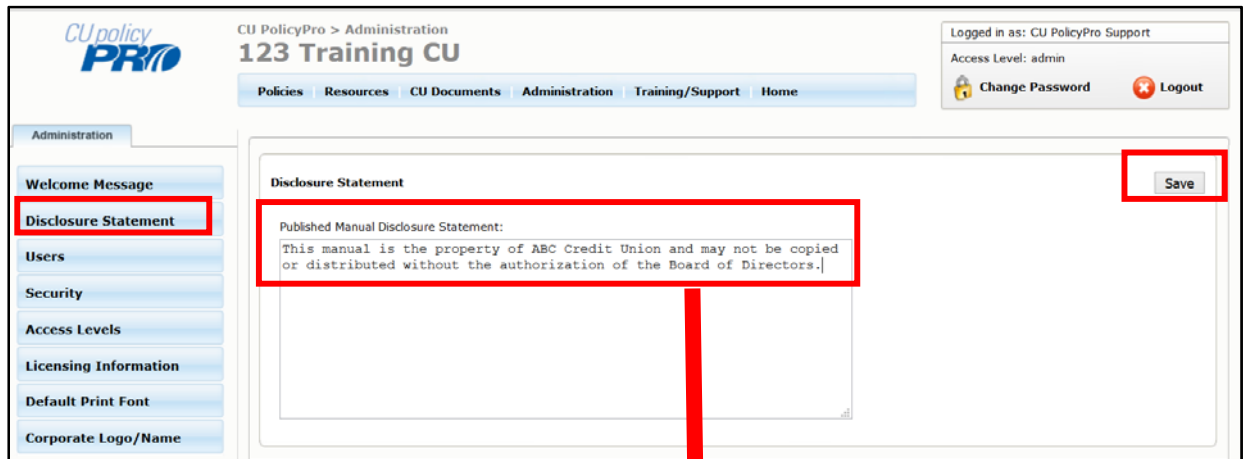 CU policy
PRO
CU PolicyPro > Administration
123 Training CU
Policies Resources CU Documents Administration Training/Support Home
Logged in as: CU PolicyPro Support
Access Level: admin
Change Password Logout
Administration
Welcome Message
Disclosure Statement
Users
Security
Access Levels
Licensing Information
Default Print Font
Corporate Logo/Name
Disclosure Statement
Save
Published Manual Disclosure Statement:
This manual is the property of ABC Credit Union and may not be copied
or distributed without the authorization of the Board of Directors.